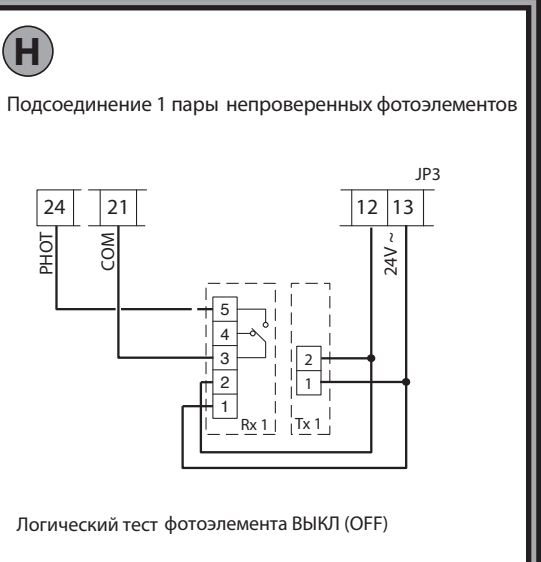 H
Подсоединение 1 пары непроверенных фотоэлементов
JP3
24 21 12 13
PHOT COM 24V ~
5
4
3
2
1
Rx 1
2
1
Tx 1
Логический тест фотоэлемента ВЫКЛ (OFF)